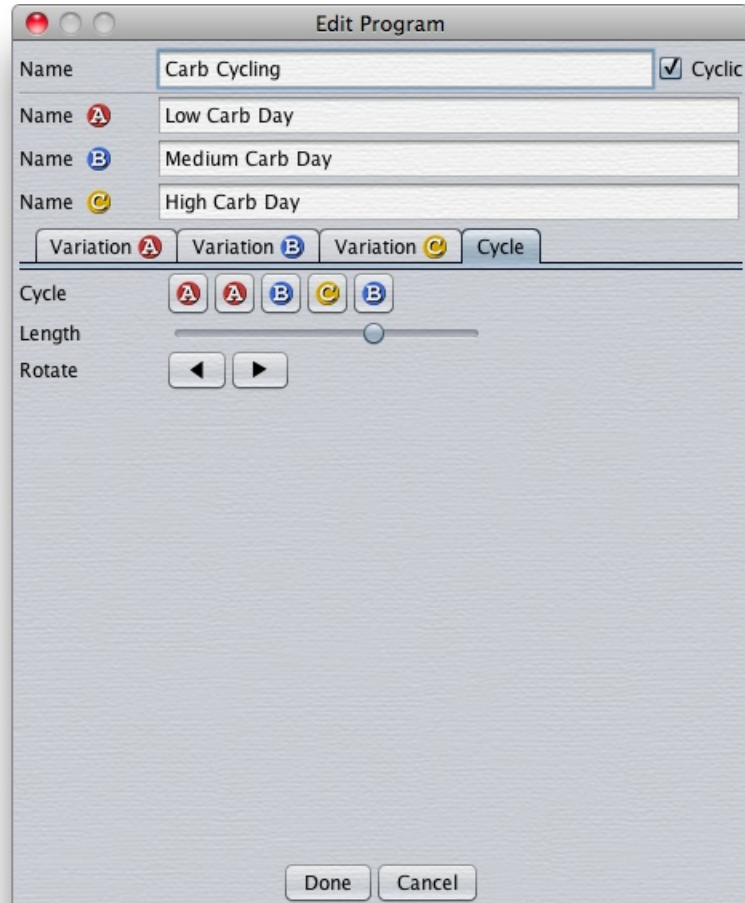 Edit Program
Name Carb Cycling Cyclic
Name A Low Carb Day
Name B Medium Carb Day
Name C High Carb Day
Variation A Variation B Variation C Cycle
Cycle A A B C B
Length
Rotate
Done Cancel